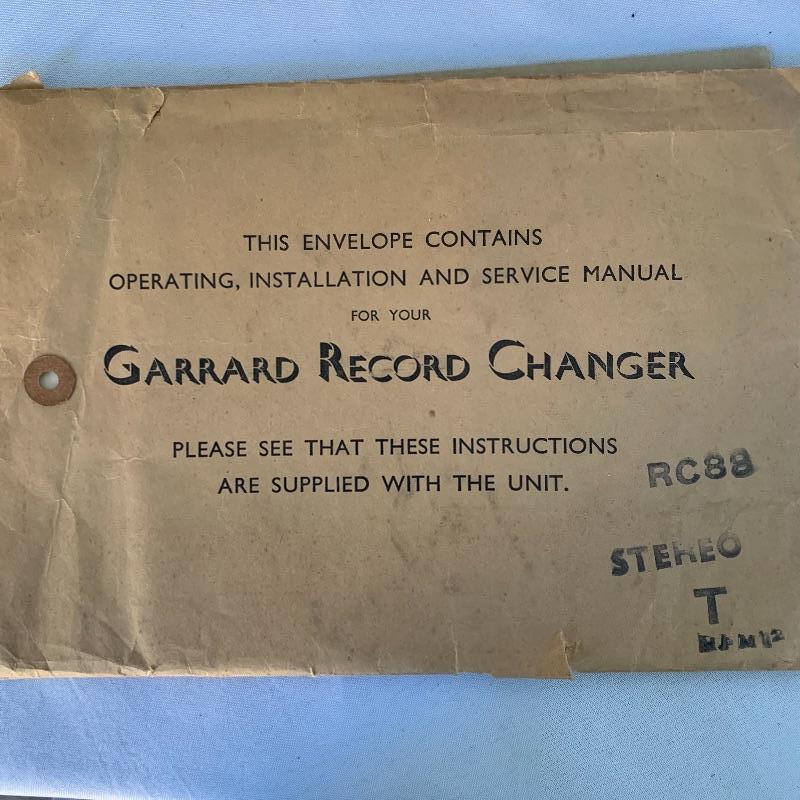 THIS ENVELOPE CONTAINS
OPERATING, INSTALLATION AND SERVICE MANUAL
FOR YOUR
GARRARD RECORD CHANGER
PLEASE SEE THAT THESE INSTRUCTIONS
ARE SUPPLIED WITH THE UNIT.
RC88
STEREO
T